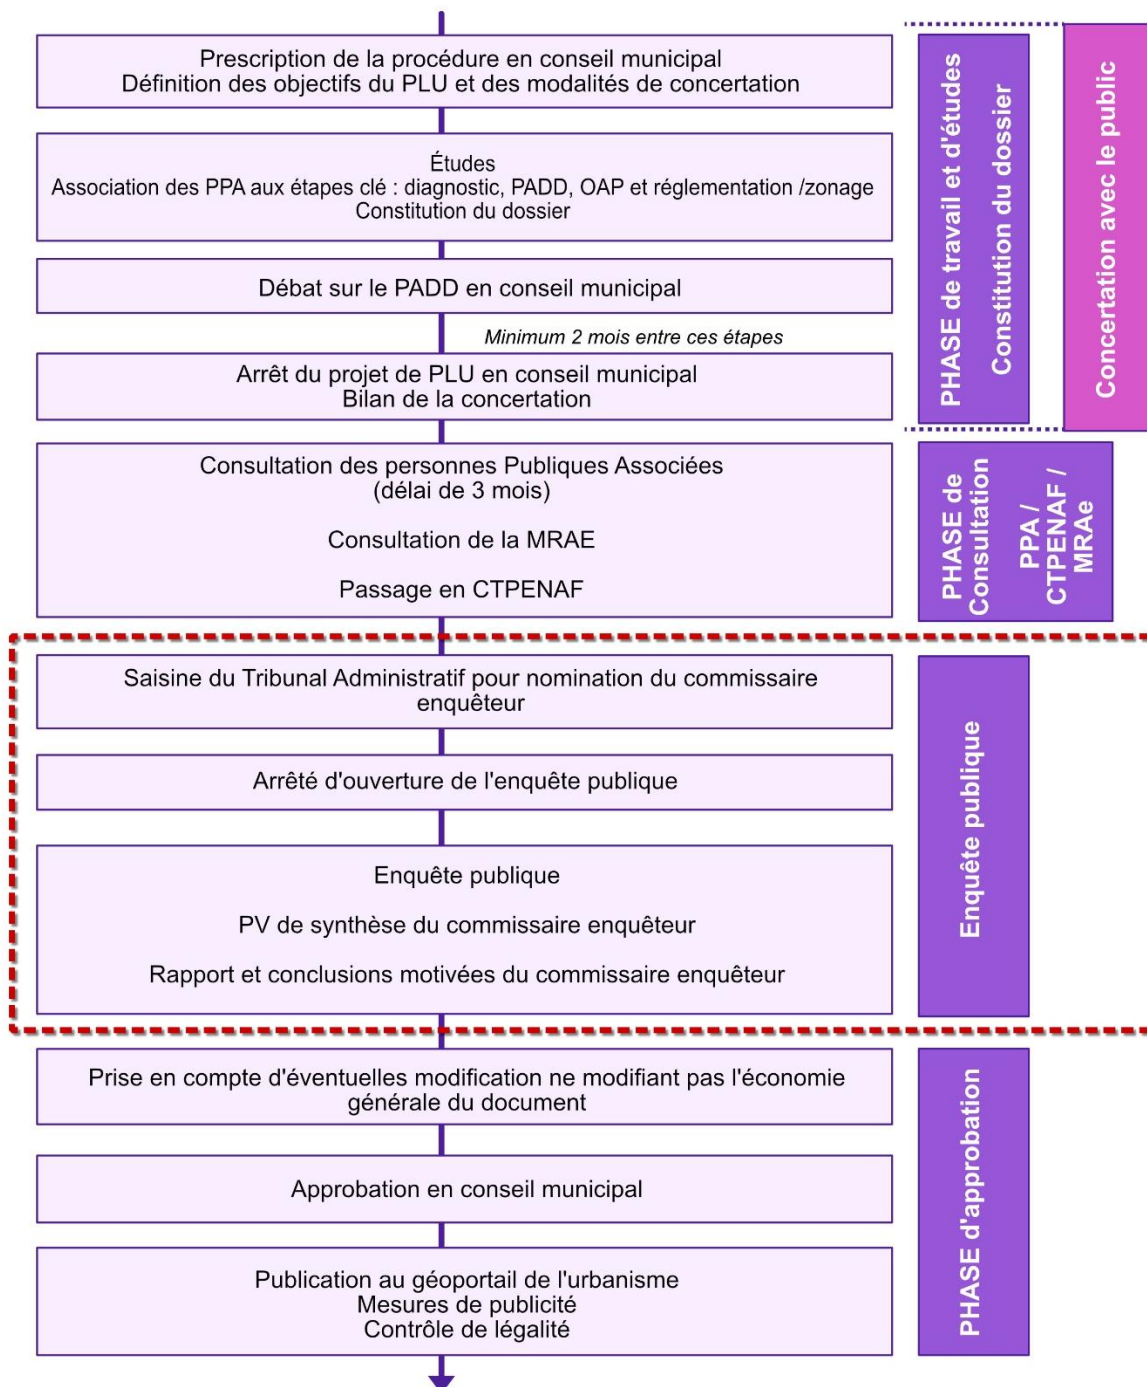 Prescription de la procédure en conseil municipal
Définition des objectifs du PLU et des modalités de concertation
Études
Association des PPA aux étapes clé : diagnostic, PADD, OAP et réglementation /zonage
Constitution du dossier
Débat sur le PADD en conseil municipal
Minimum 2 mois entre ces étapes
Arrêt du projet de PLU en conseil municipal
Bilan de la concertation
PHASE de travail et d'études
Constitution du dossier
Concertation avec le public
Consultation des personnes Publiques Associées
(délai de 3 mois)
Consultation de la MRAE
Passage en CTPENAF
PHASE de
Consultation
PPA /
CTPENAF /
MRAe
Saisine du Tribunal Administratif pour nomination du commissaire
enquêteur
Arrêté d'ouverture de l'enquête publique
Enquête publique
PV de synthèse du commissaire enquêteur
Rapport et conclusions motivées du commissaire enquêteur
Enquête publique
Prise en compte d'éventuelles modification ne modifiant pas l'économie
générale du document
Approbation en conseil municipal
Publication au géoportail de l'urbanisme
Mesures de publicité
Contrôle de légalité
PHASE d'approbation